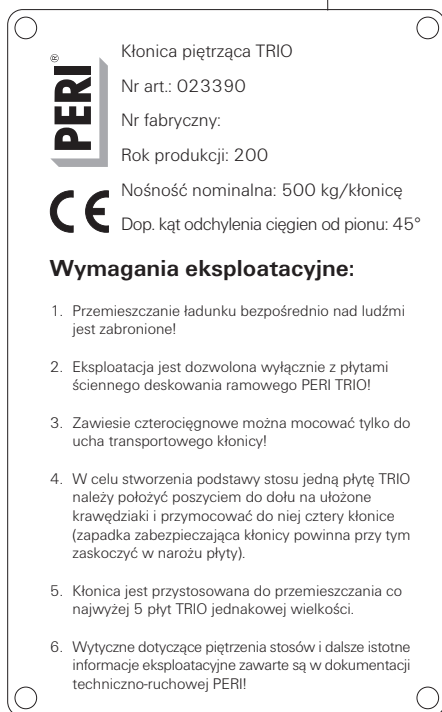 Kłonica piętrząca TRIO
PERI®
Nr art.: 023390
Nr fabryczny:
Rok produkcji: 200
CE
Nośność nominalna: 500 kg/kłonicę
Dop. kąt odchylenia cięgien od pionu: 45°
Wymagania eksploatacyjne:
1. Przemieszczanie ładunku bezpośrednio nad ludźmi
jest zabronione!
2. Eksploatacja jest dozwolona wyłącznie z płytami
ściennego deskowania ramowego PERI TRIO!
3. Zawiesie czterocięgnowe można mocować tylko do
ucha transportowego kłonicy!
4. W celu stworzenia podstawy stosu jedną płytę TRIO
należy położyć poszyciem do dołu na ułożone
krawędziaki i przymocować do niej cztery kłonice
(zapadka zabezpieczająca kłonicy powinna przy tym
zaskoczyć w narożu płyty).
5. Kłonica jest przystosowana do przemieszczania co
najwyżej 5 płyt TRIO jednakowej wielkości.
6. Wytyczne dotyczące piętrzenia stosów i dalsze istotne
informacje eksploatacyjne zawarte są w dokumentacji
techniczno-ruchowej PERI!